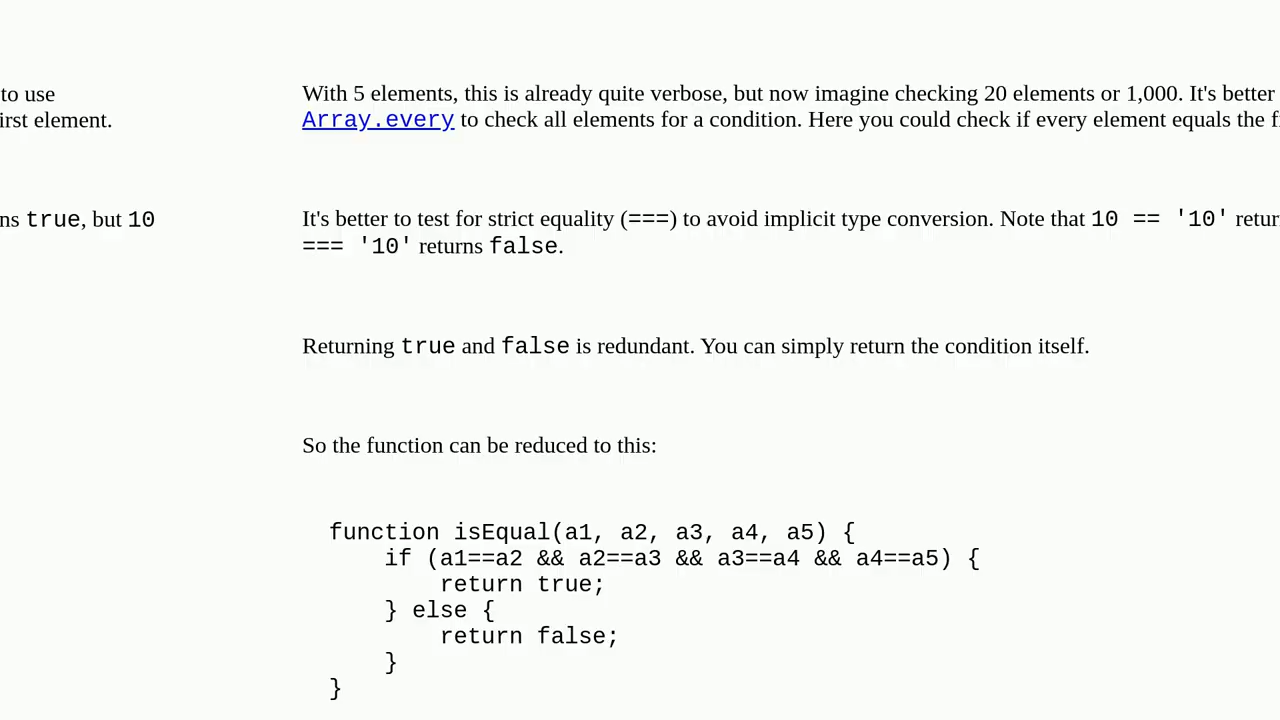 to use
irst element.
ns true, but 10
With 5 elements, this is already quite verbose, but now imagine checking 20 elements or 1,000. It's better
Array.every to check all elements for a condition. Here you could check if every element equals the fi
It's better to test for strict equality (===) to avoid implicit type conversion. Note that 10 == '10' retur
=== '10' returns false.
Returning true and false is redundant. You can simply return the condition itself.
So the function can be reduced to this:
function isEqual(a1, a2, a3, a4, a5) {
    if (a1==a2 && a2==a3 && a3==a4 && a4==a5) {
        return true;
    } else {
        return false;
    }
}